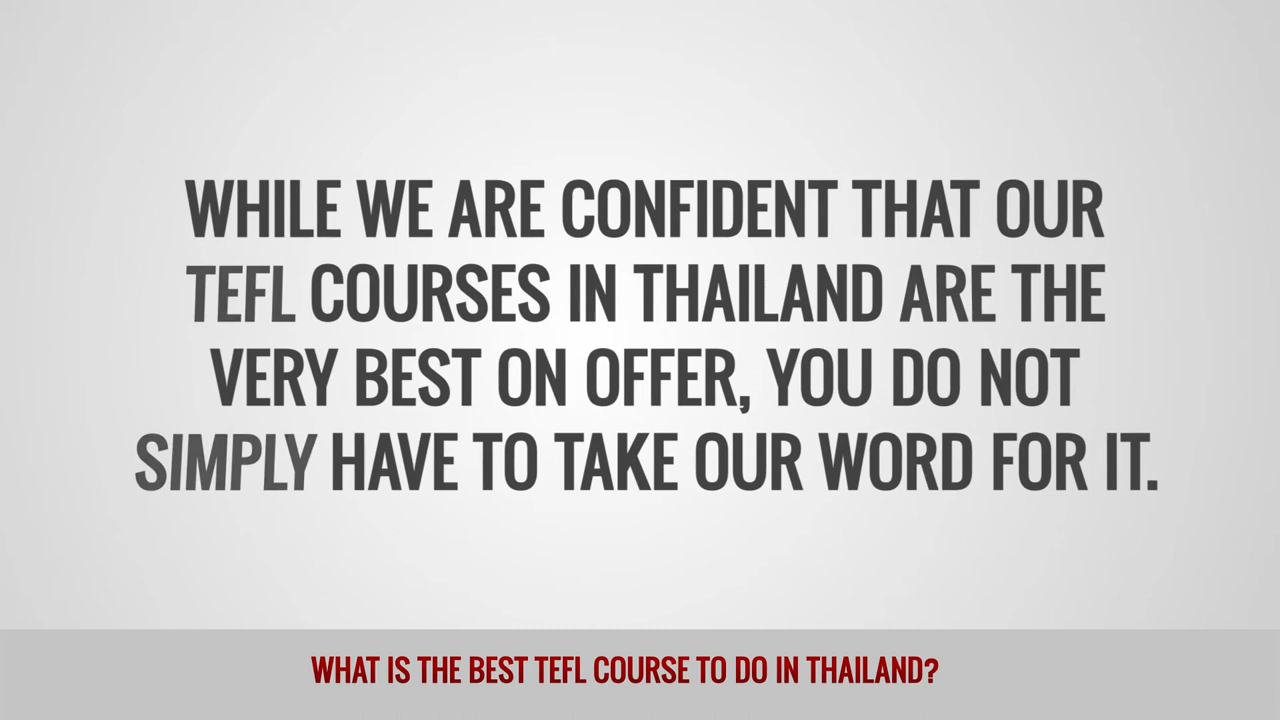 WHILE WE ARE CONFIDENT THAT OUR
TEFL COURSES IN THAILAND ARE THE
VERY BEST ON OFFER, YOU DO NOT
SIMPLY HAVE TO TAKE OUR WORD FOR IT.
WHAT IS THE BEST TEFL COURSE TO DO IN THAILAND?